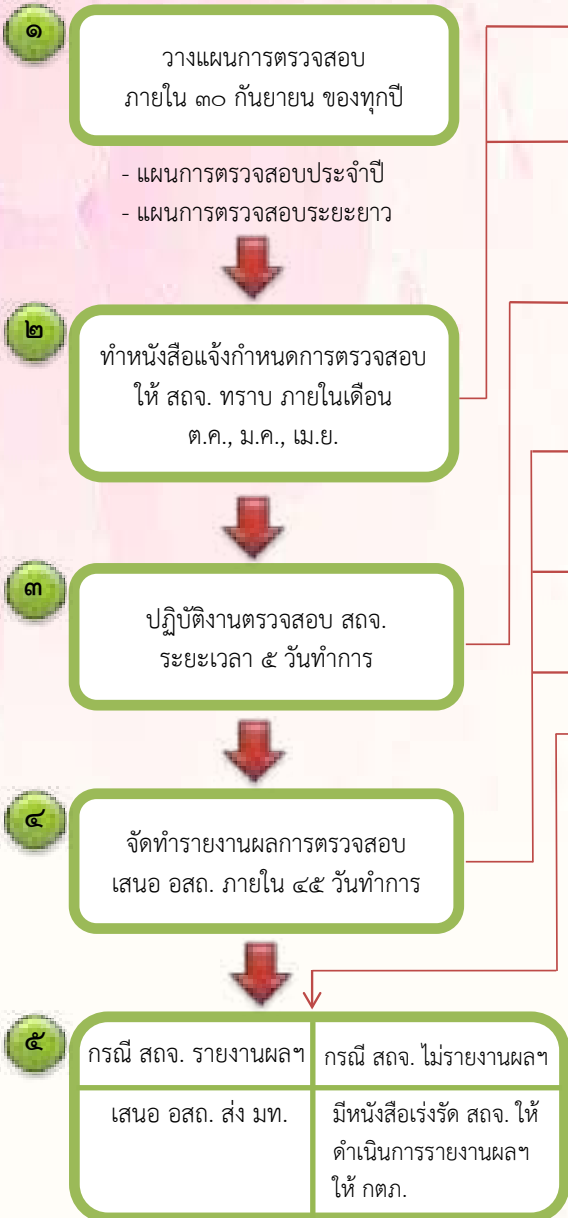 ๑
วางแผนการตรวจสอบ
ภายใน ๓๐ กันยายน ของทุกปี
- แผนการตรวจสอบประจำปี
- แผนการตรวจสอบระยะยาว
๒
ทำหนังสือแจ้งกำหนดการตรวจสอบ
ให้ สถจ. ทราบ ภายในเดือน
ต.ค., ม.ค., เม.ย.
๓
ปฏิบัติงานตรวจสอบ สถจ.
ระยะเวลา ๕ วันทำการ
๔
จัดทำรายงานผลการตรวจสอบ
เสนอ อสถ. ภายใน ๔๕ วันทำการ
๕
กรณี สถจ. รายงานผลฯ
กรณี สถจ. ไม่รายงานผลฯ
เสนอ อสถ. ส่ง มท.
มีหนังสือเร่งรัด สถจ. ให้
ดำเนินการรายงานผลฯ
ให้ กตภ.